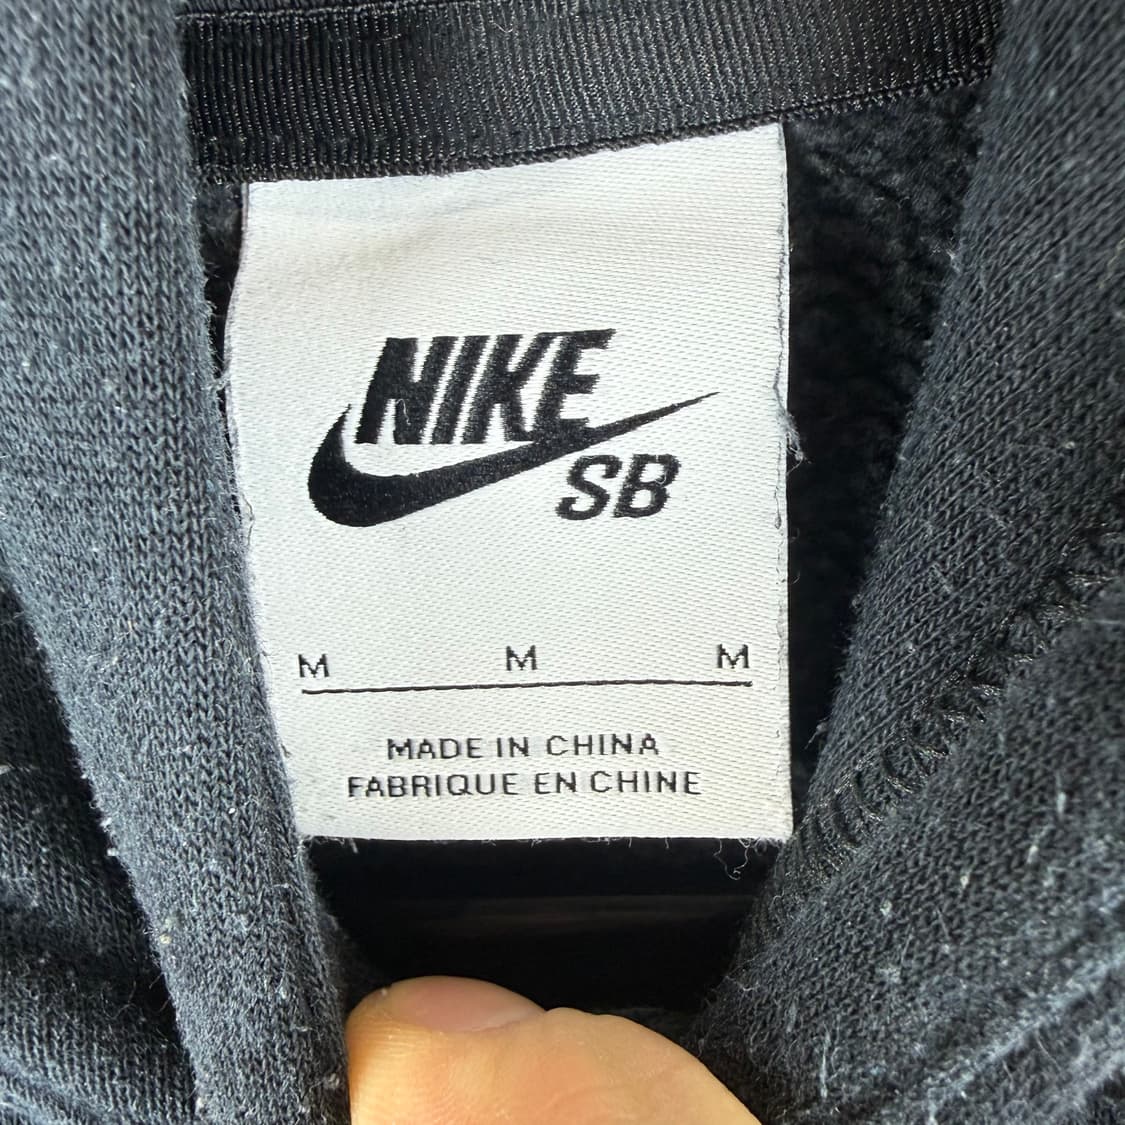 NIKE
SB
M M M
MADE IN CHINA
FABRIQUE EN CHINE